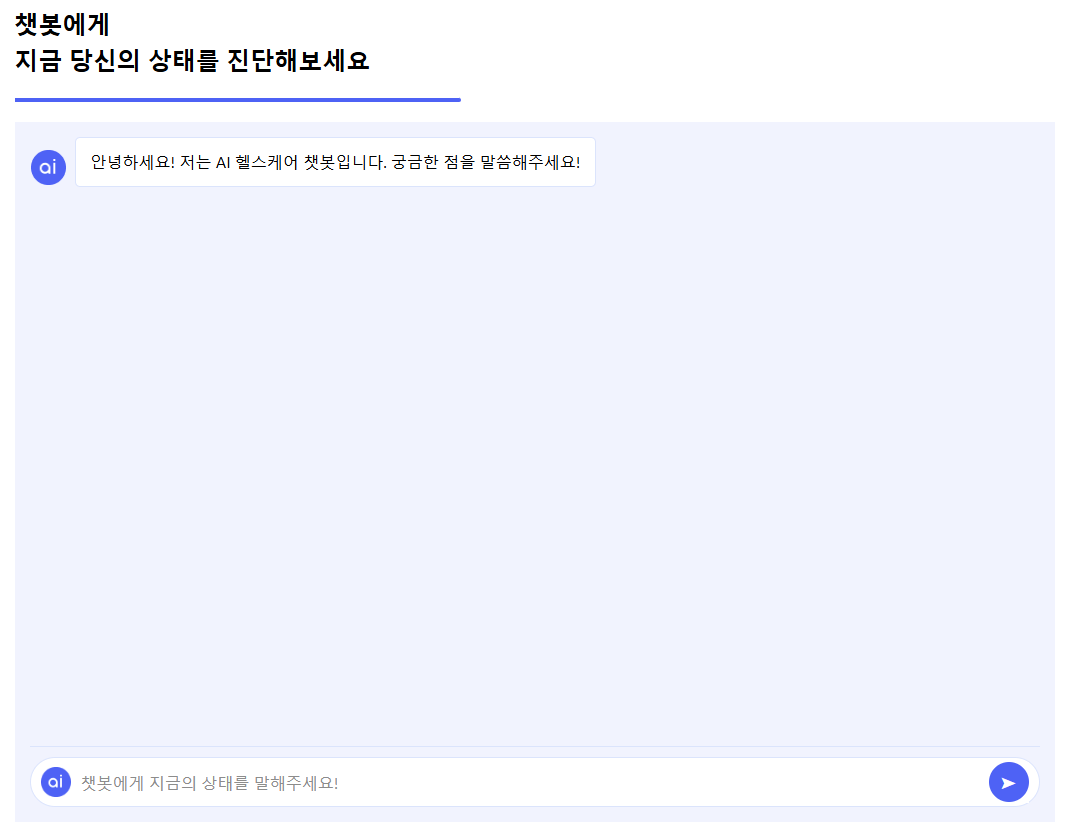 챗봇에게
지금 당신의 상태를 진단해보세요
ai
안녕하세요! 저는 AI 헬스케어 챗봇입니다. 궁금한 점을 말씀해주세요!
ai
챗봇에게 지금의 상태를 말해주세요!